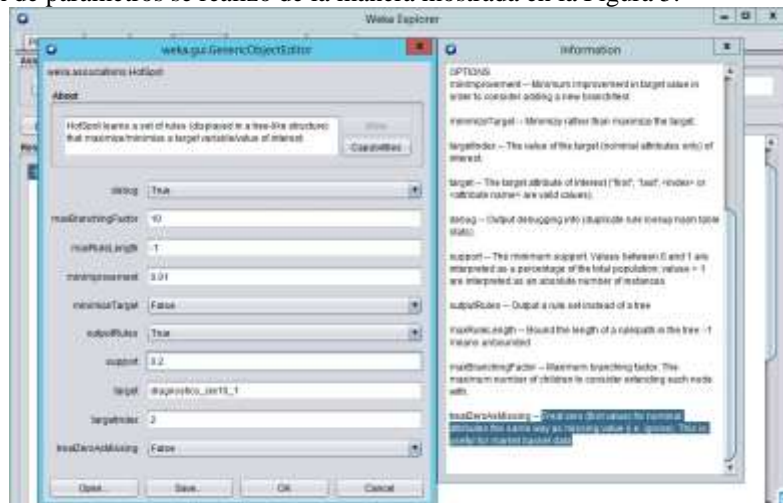 de parámetros se realizó de la manera mostrada en la Figura 5.
Weka Explorer
weka.gui.GenericObjectEditor
weka.associations.HotSpot
About
HotSpot learns a set of rules (displayed in a tree-like structure)
that maximize/minimize a target variable/value of interest.
More
Capabilities
debug True
maxBranchingFactor 10
maxRuleLength -1
minImprovement 0.01
minimizeTarget False
outputRules True
support 0.2
target
targetIndex 2
treatZeroAsMissing False
Open...
Save...
OK
Cancel
Information
OPTIONS
minImprovement -- Minimum improvement in target value in
order to consider adding a new branch/test
minimizeTarget -- Minimize rather than maximize the target.
targetIndex -- The value of the target (nominal attributes only) of
interest.
target -- The target attribute of interest ("first", "last", <index> or
<attribute name> are valid values).
debug -- Output debugging info (duplicate rule lookup hash table
stats).
support -- The minimum support. Values between 0 and 1 are
interpreted as a percentage of the total population; values > 1
are interpreted as an absolute number of instances
outputRules -- Output a rule set instead of a tree
maxRuleLength -- Bound the length of a rule/path in the tree -1
means unbounded
maxBranchingFactor -- Maximum branching factor. The
maximum number of children to consider extending each node
with.
treatZeroAsMissing -- Treat zero (first value) for nominal
attributes the same way as missing value (i.e. ignore). This is
useful for market basket data